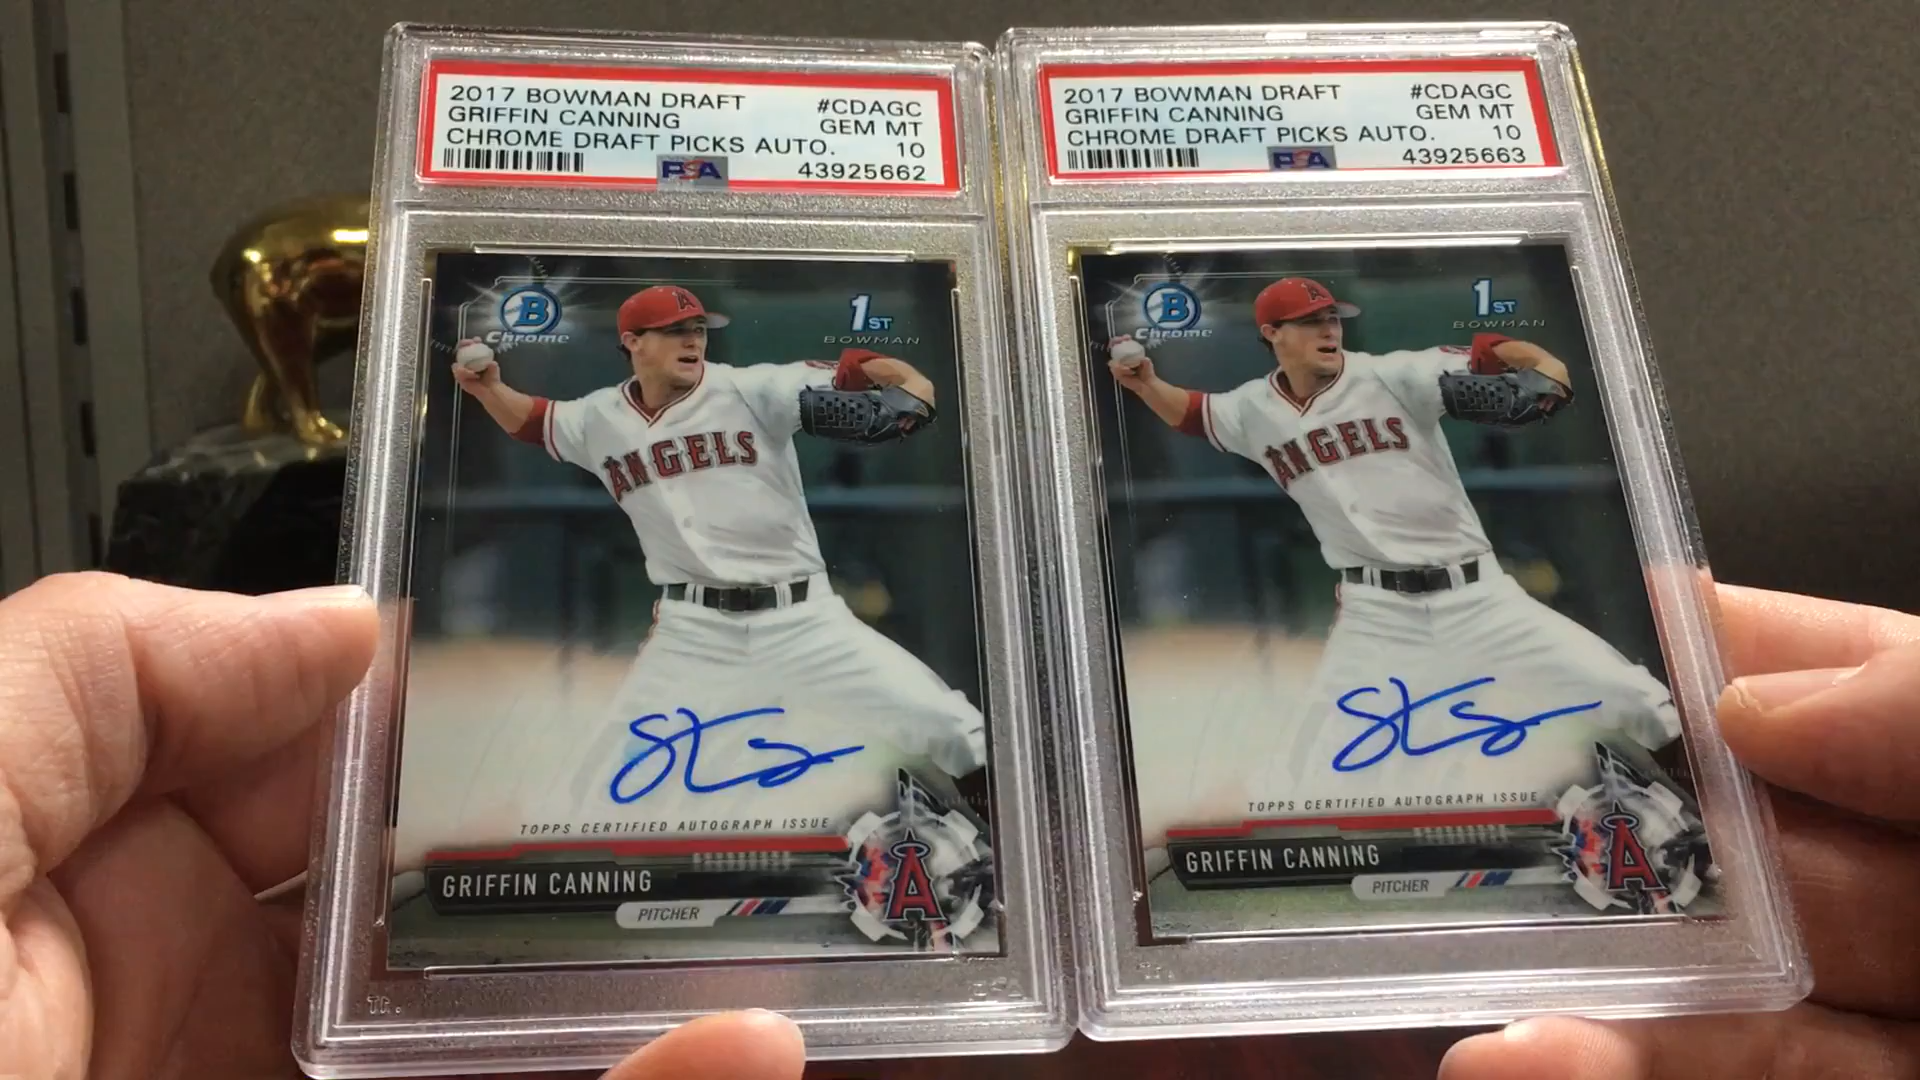 2017 BOWMAN DRAFT #CDAGC
GRIFFIN CANNING GEM MT
CHROME DRAFT PICKS AUTO. 10
PSA 43925662
B Chrome
1ST
BOWMAN
A
ANGELS
TOPPS CERTIFIED AUTOGRAPH ISSUE
GRIFFIN CANNING
PITCHER
A
2017 BOWMAN DRAFT #CDAGC
GRIFFIN CANNING GEM MT
CHROME DRAFT PICKS AUTO. 10
PSA 43925663
B Chrome
1ST
BOWMAN
A
ANGELS
TOPPS CERTIFIED AUTOGRAPH ISSUE
GRIFFIN CANNING
PITCHER
A